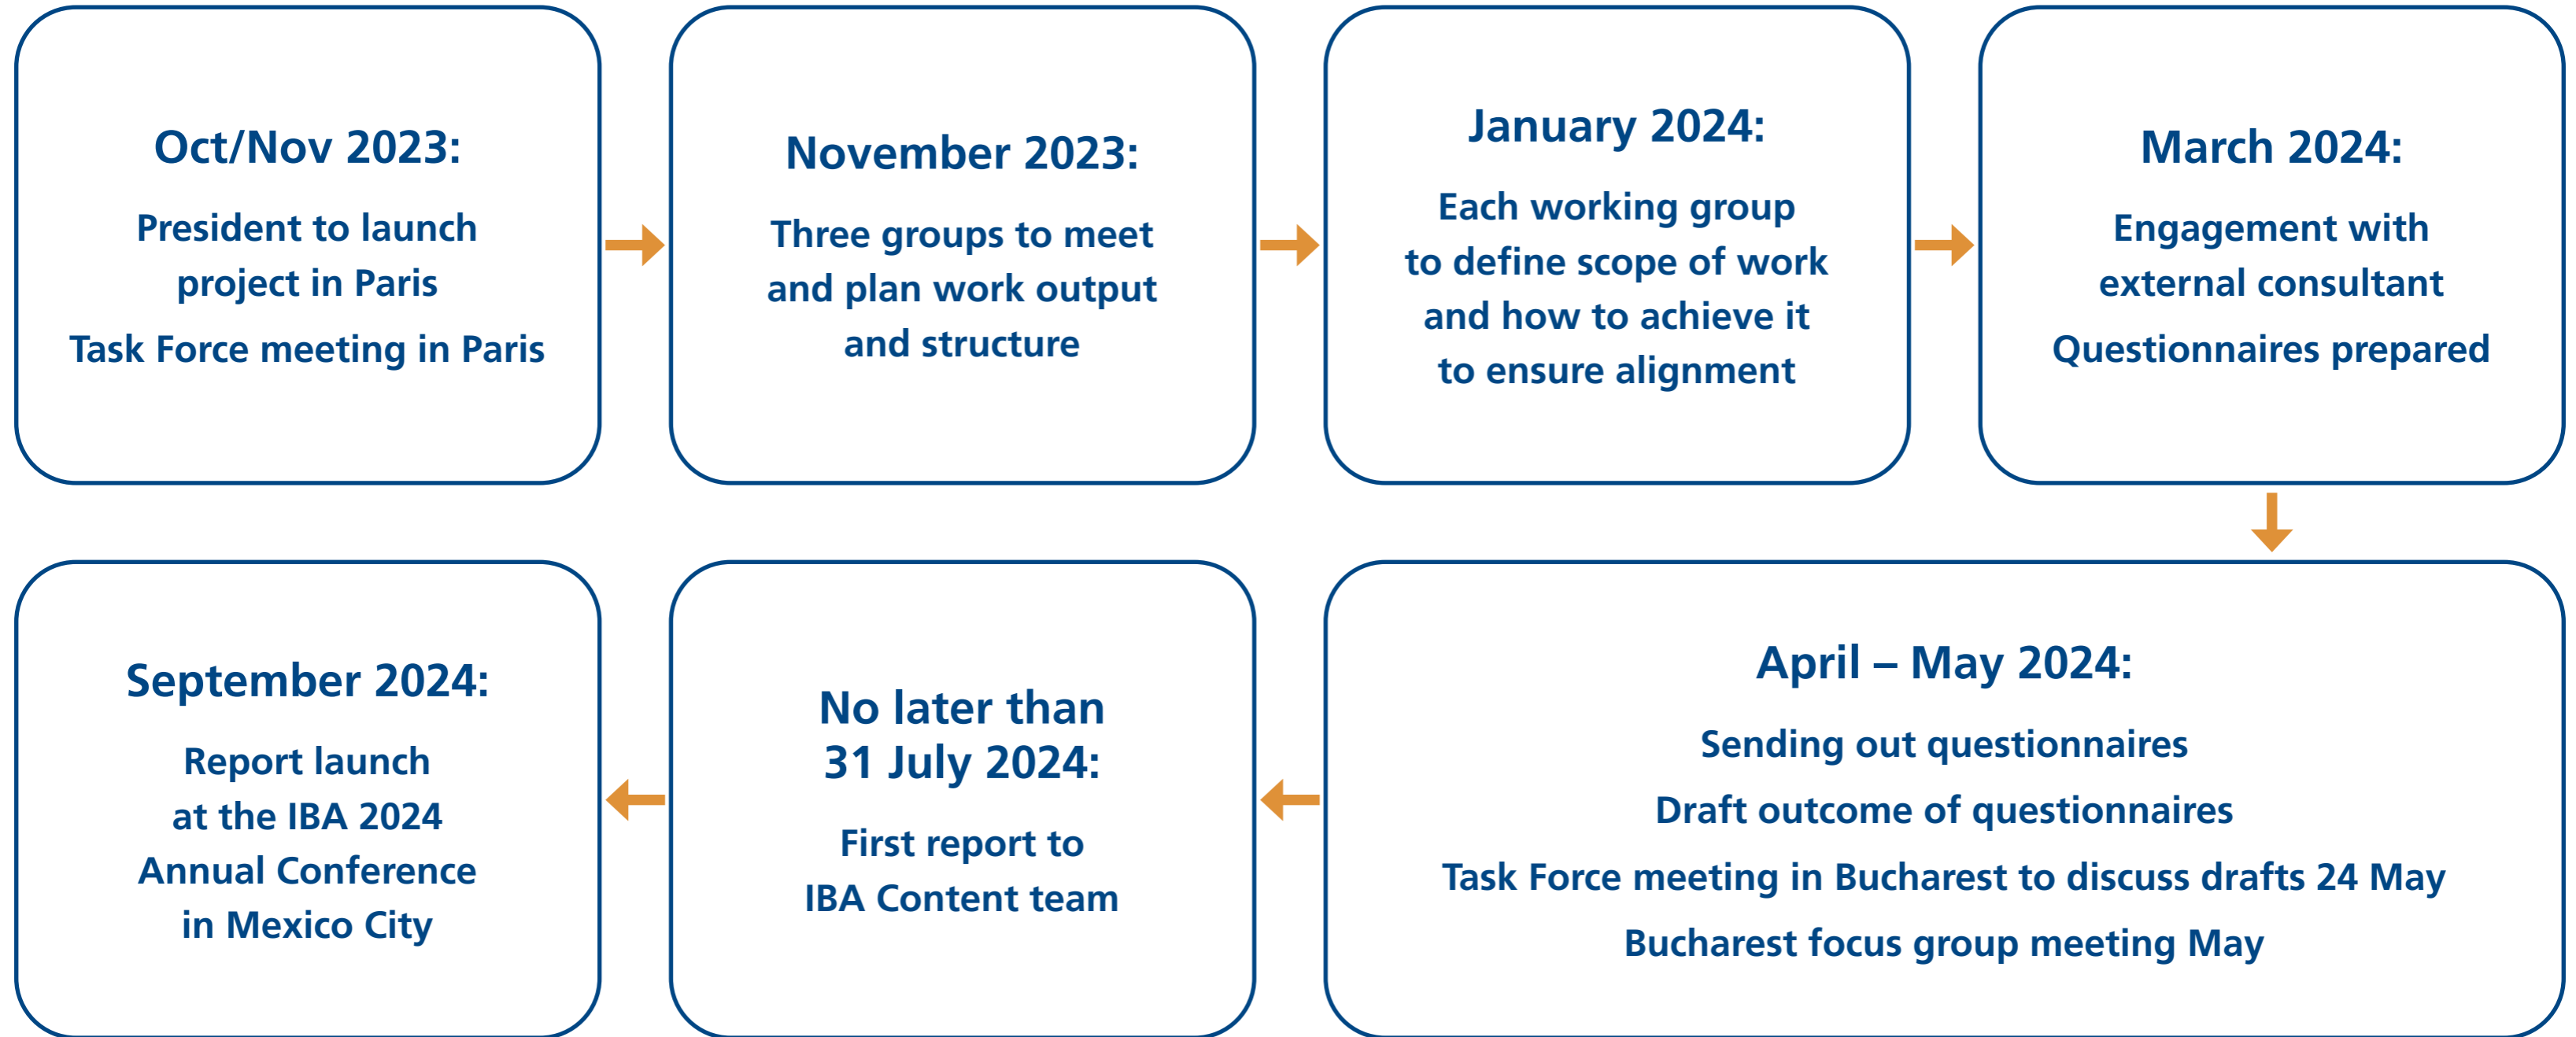 Oct/Nov 2023:
President to launch
project in Paris
Task Force meeting in Paris
November 2023:
Three groups to meet
and plan work output
and structure
January 2024:
Each working group
to define scope of work
and how to achieve it
to ensure alignment
March 2024:
Engagement with
external consultant
Questionnaires prepared
April – May 2024:
Sending out questionnaires
Draft outcome of questionnaires
Task Force meeting in Bucharest to discuss drafts 24 May
Bucharest focus group meeting May
No later than
31 July 2024:
First report to
IBA Content team
September 2024:
Report launch
at the IBA 2024
Annual Conference
in Mexico City